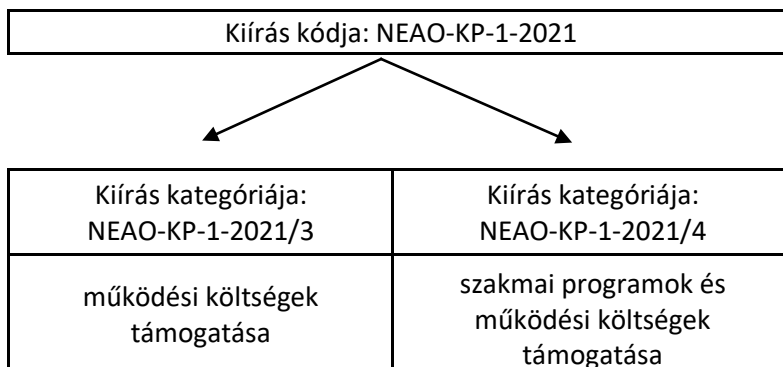 Kiírás kódja: NEAO-KP-1-2021
Kiírás kategóriája:
NEAO-KP-1-2021/3
Kiírás kategóriája:
NEAO-KP-1-2021/4
működési költségek
támogatása
szakmai programok és
működési költségek
támogatása